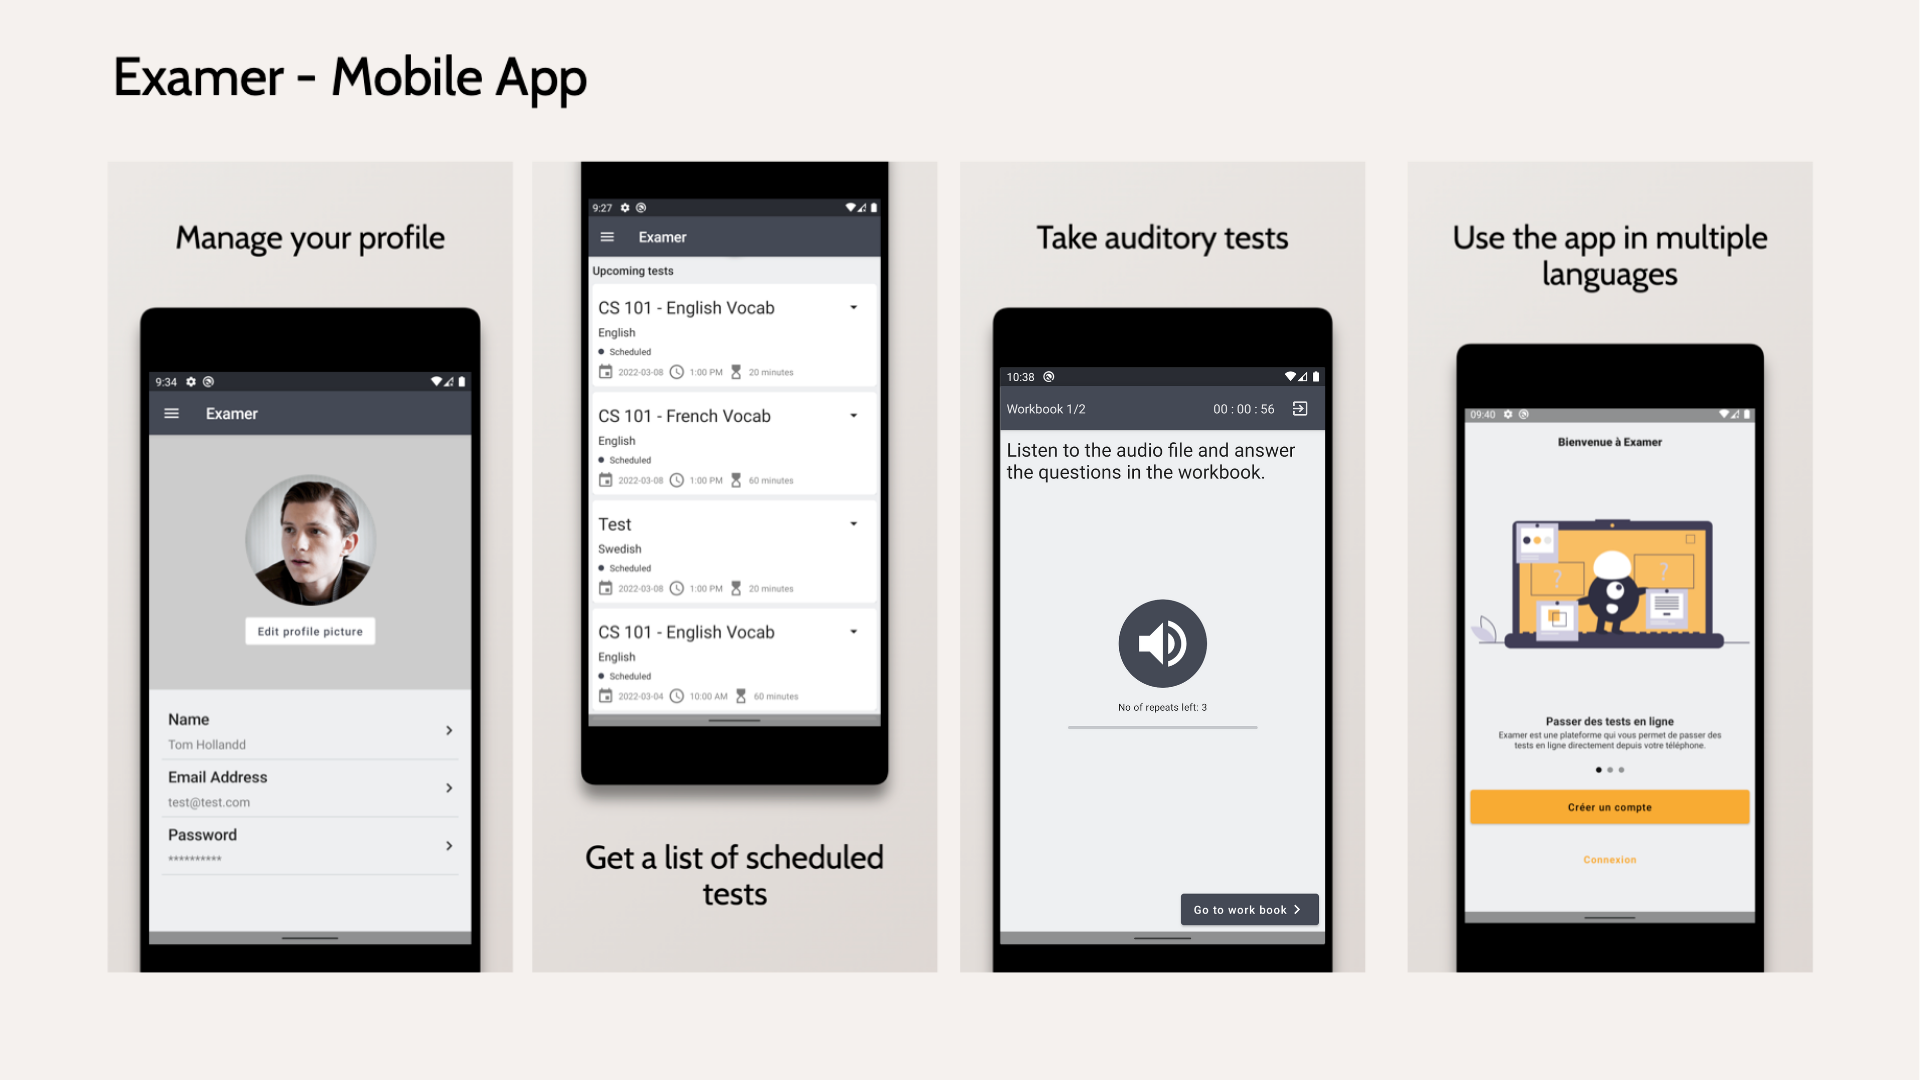 Examer - Mobile App
Manage your profile
9:34
Examer
Edit profile picture
Name
Tom Hollandd
Email Address
test@test.com
Password
**********
9:27
Examer
Upcoming tests
CS 101 - English Vocab
English
Scheduled
2022-03-08 1:00 PM 20 minutes
CS 101 - French Vocab
English
Scheduled
2022-03-08 1:00 PM 60 minutes
Test
Swedish
Scheduled
2022-03-08 1:00 PM 20 minutes
CS 101 - English Vocab
English
Scheduled
2022-03-04 10:00 AM 60 minutes
Get a list of scheduled
tests
Take auditory tests
10:38
Workbook 1/2 00 : 00 : 56
Listen to the audio file and answer
the questions in the workbook.
No of repeats left: 3
Go to work book
Use the app in multiple
languages
09:40
Bienvenue à Examer
? ?
Passer des tests en ligne
Examer est une plateforme qui vous permet de passer des
tests en ligne directement depuis votre téléphone.
Créer un compte
Connexion